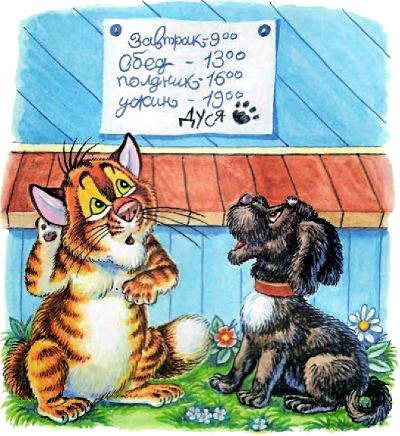 Завтрак-9⁰⁰
Обед - 13⁰⁰
полдник-16⁰⁰
ужин - 19⁰⁰
Дуся